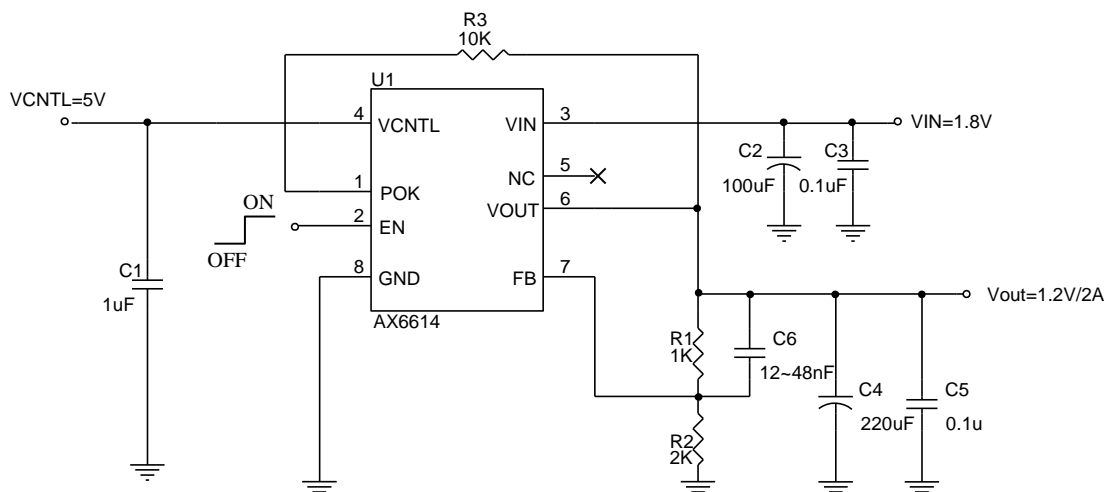 R3
10K
U1
VCNTL=5V
4
VCNTL
VIN
3
VIN=1.8V
C2
100uF
C3
0.1uF
NC
5
1
POK
VOUT
6
ON
OFF
2
EN
8
GND
FB
7
C1
1uF
AX6614
Vout=1.2V/2A
R1
1K
C6
12~48nF
C4
220uF
C5
0.1u
R2
2K